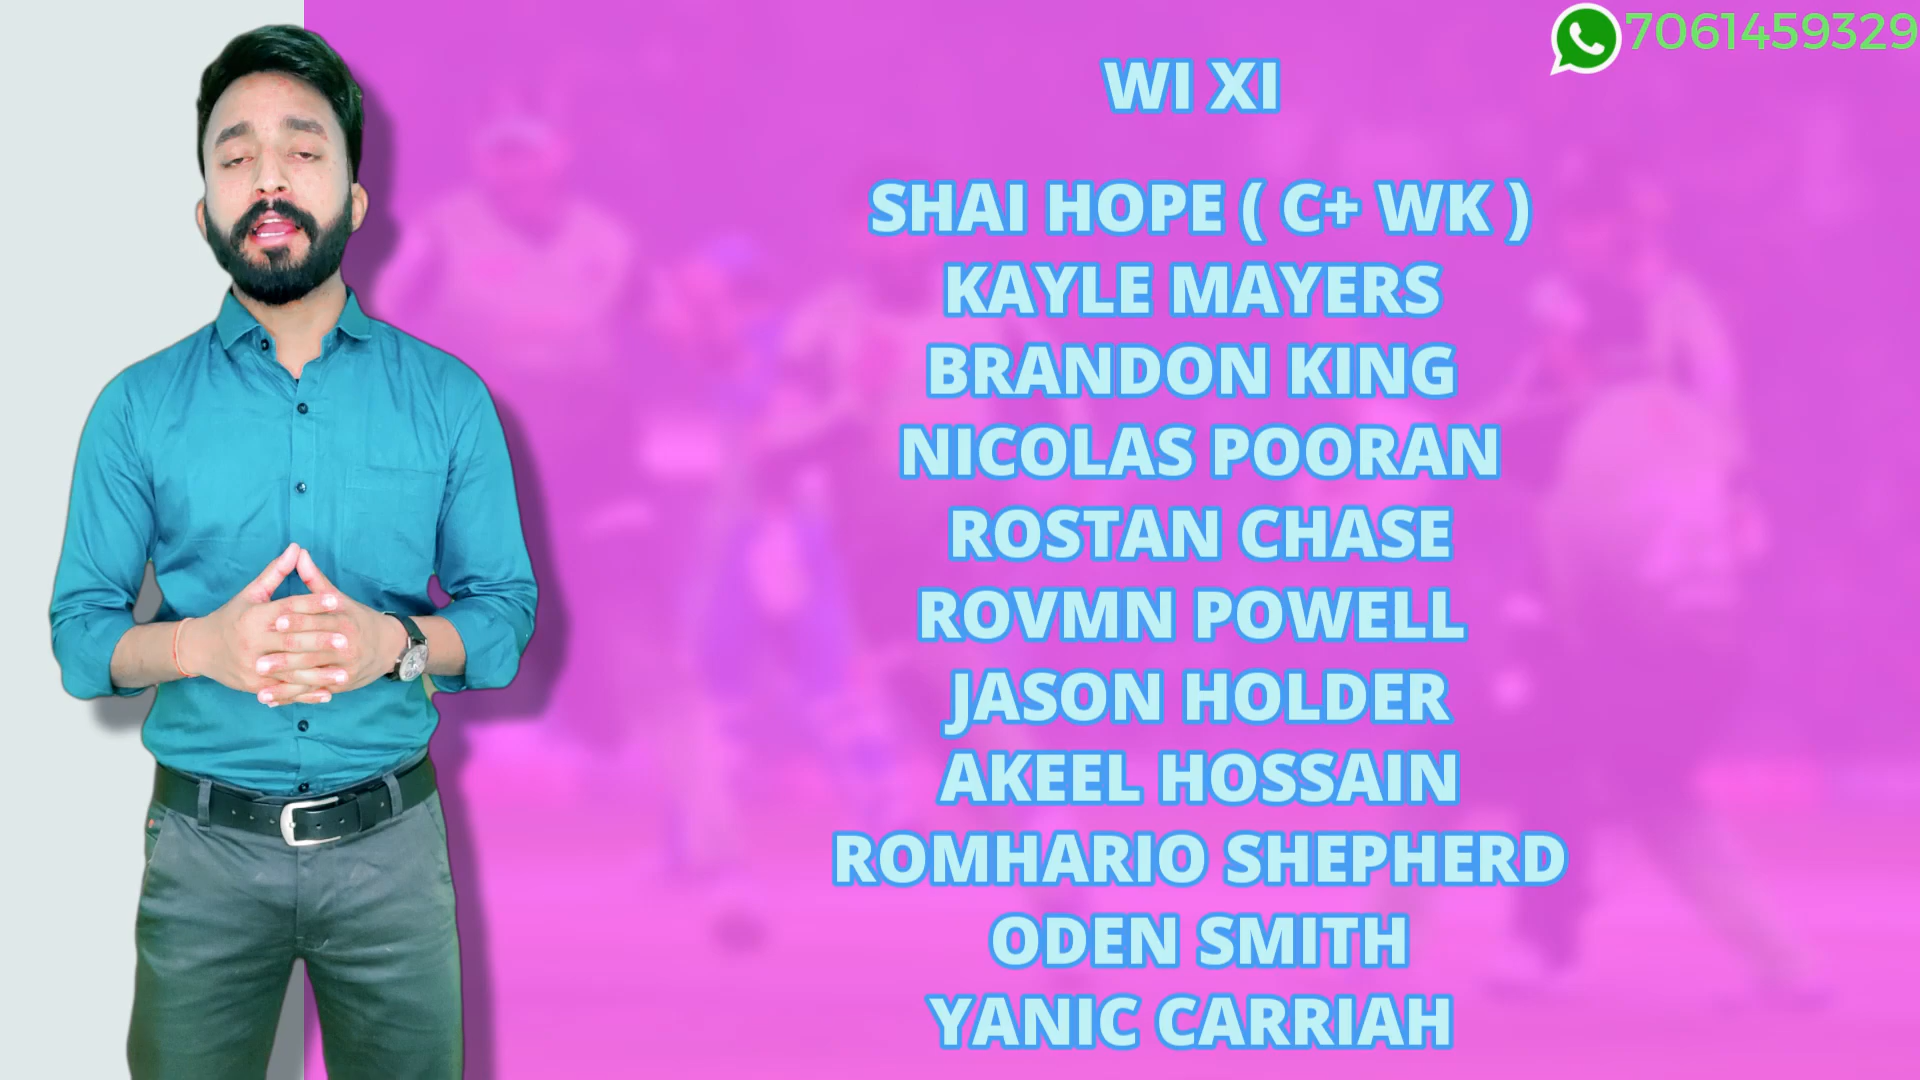 7061459329
WI XI
SHAI HOPE ( C+ WK )
KAYLE MAYERS
BRANDON KING
NICOLAS POORAN
ROSTAN CHASE
ROVMN POWELL
JASON HOLDER
AKEEL HOSSAIN
ROMHARIO SHEPHERD
ODEN SMITH
YANIC CARRIAH